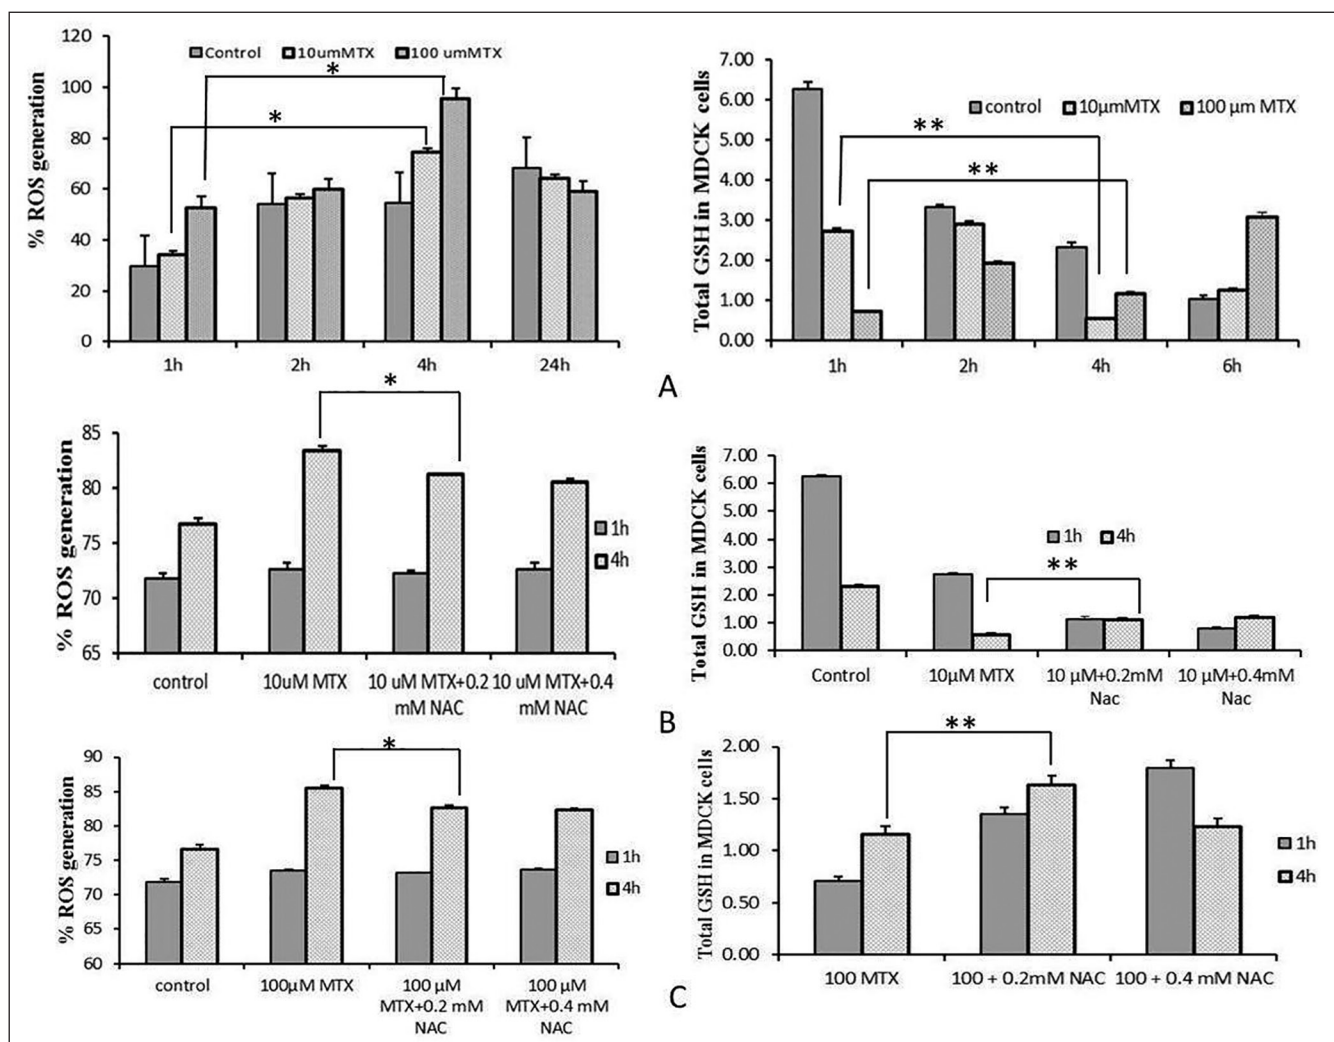 % ROS generation
120
100
80
60
40
20
0
Control 10umMTX 100 umMTX
*
*
1h 2h 4h 24h
Total GSH in MDCK cells
7.00
6.00
5.00
4.00
3.00
2.00
1.00
0.00
control 10µmMTX 100 µm MTX
**
**
1h 2h 4h 6h
A
% ROS generation
85
80
75
70
65
*
1h
4h
control 10uM MTX 10 uM MTX+0.2 10 uM MTX+0.4
mM NAC mM NAC
Total GSH in MDCK cells
7.00
6.00
5.00
4.00
3.00
2.00
1.00
0.00
1h 4h
**
Control 10µM MTX 10 µM+0.2mM 10 µM+0.4mM
Nac Nac
B
% ROS generation
90
85
80
75
70
65
60
*
1h
4h
control 100µM MTX 100 µM 100 µM
MTX+0.2 mM MTX+0.4 mM
NAC NAC
Total GSH in MDCK cells
2.00
1.50
1.00
0.50
0.00
**
1h
4h
100 MTX 100 + 0.2mM NAC 100 + 0.4 mM NAC
C